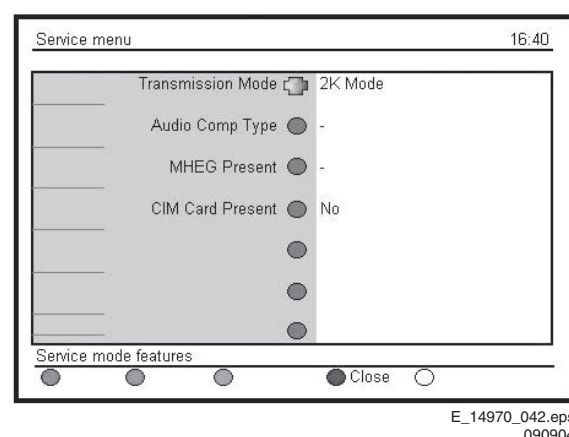 Service menu 16:40
Transmission Mode 2K Mode
Audio Comp Type -
MHEG Present -
CIM Card Present No
Service mode features
Close
E_14970_042.eps
090904